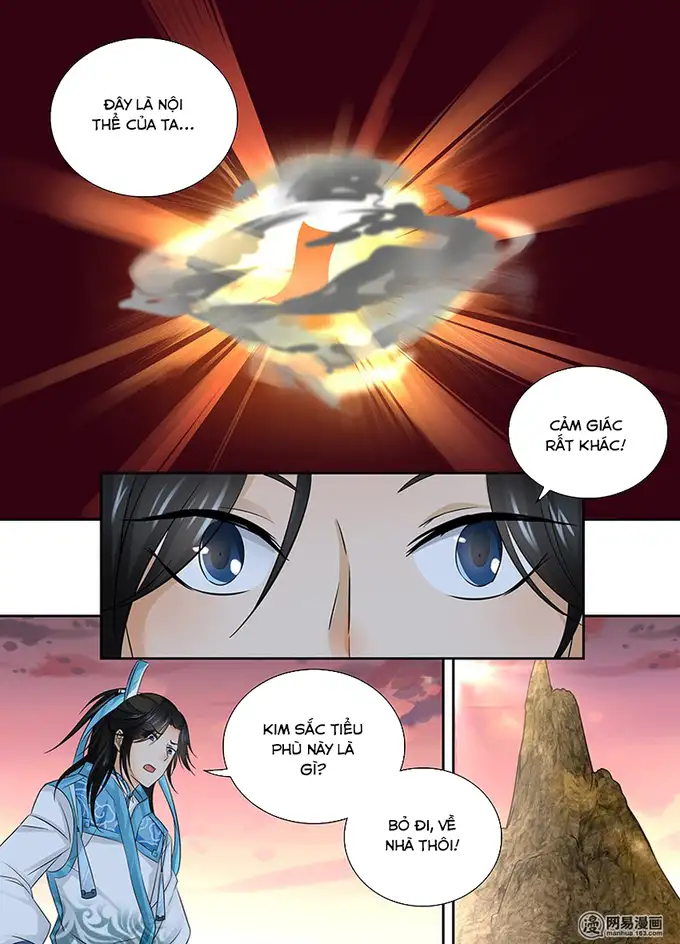 ĐÂY LÀ NỘI
THỂ CỦA TA...
CẢM GIÁC
RẤT KHÁC!
KIM SẮC TIỂU
PHÙ NÀY LÀ
GÌ?
BỎ ĐI, VỀ
NHÀ THÔI!
网易漫画
manhua.163.com